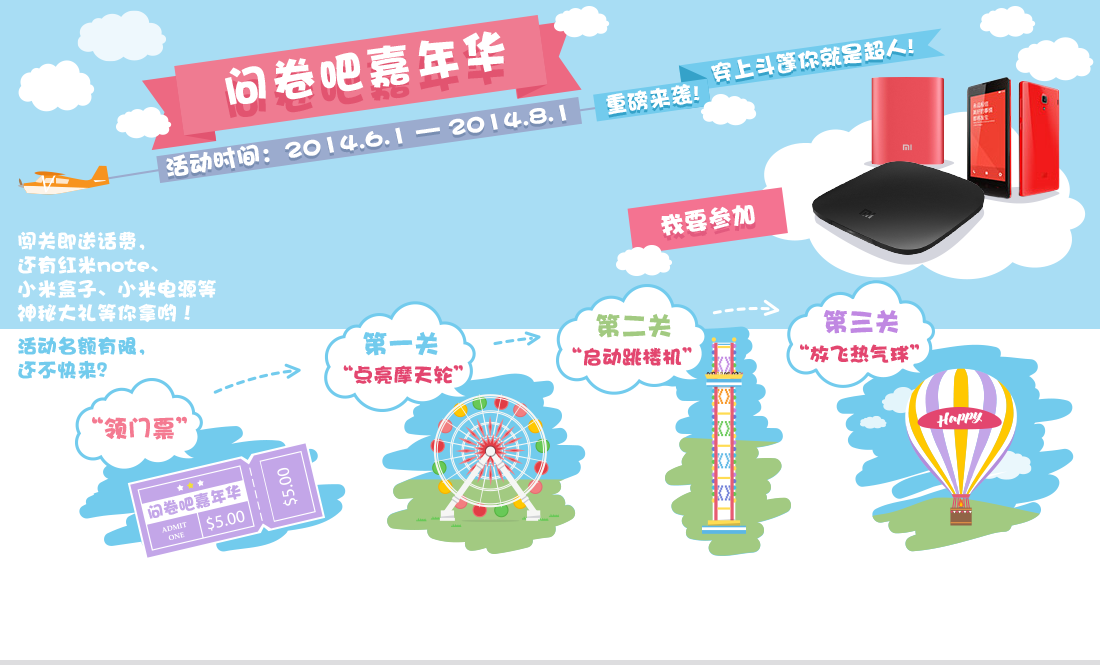 问卷吧嘉年华
穿上斗篷你就是超人!
重磅来袭!
活动时间：2014.6.1 — 2014.8.1
我要参加
闯关即送话费，
还有红米note、
小米盒子、小米电源等
神秘大礼等你拿哟！
活动名额有限，
还不快来?
第一关
“点亮摩天轮”
第二关
“启动跳楼机”
第三关
“放飞热气球”
“领门票”
问卷吧嘉年华
ADMIT
ONE
$5.00
$5.00
Happy
mi